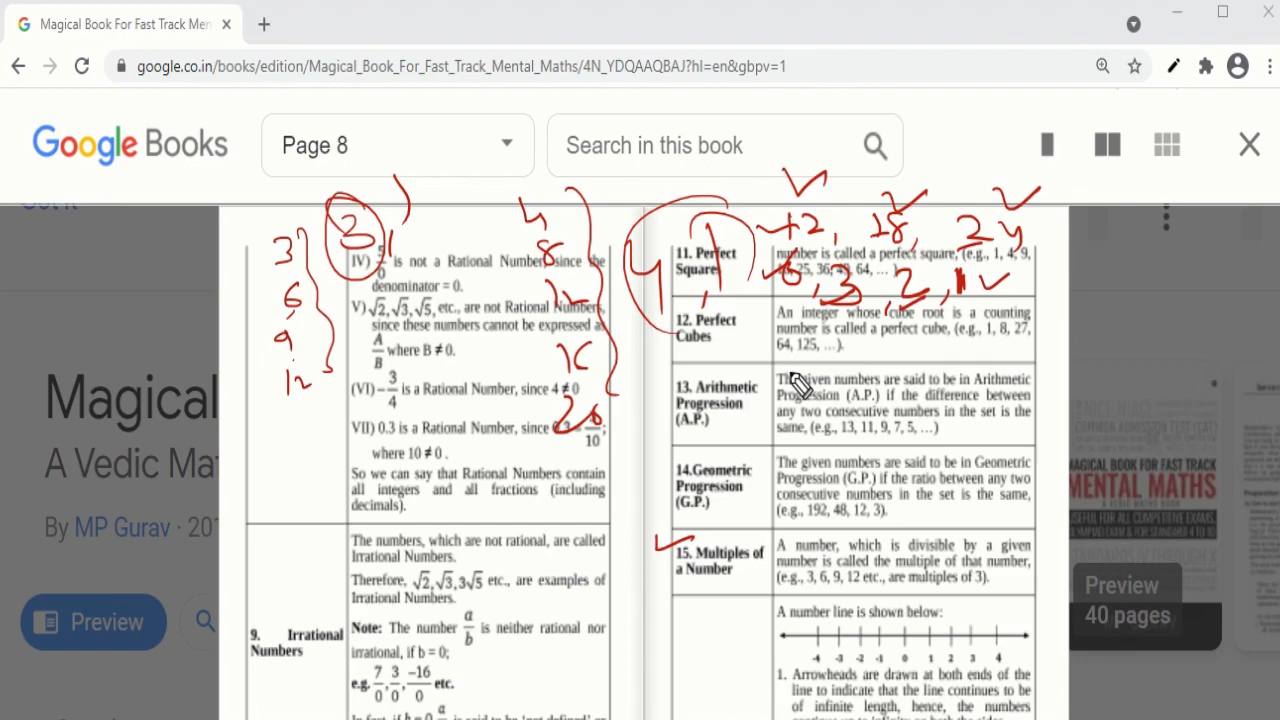 Magical Book For Fast Track Men
google.co.in/books/edition/Magical_Book_For_Fast_Track_Mental_Maths/4N_YDQAAQBAJ?hl=en&gbpv=1
Google Books
Page 8
Search in this book
Magical
A Vedic Ma
By MP Gurav · 20
Preview
3
6
9
12
3
4
8
12
16
20
4, 1
12, 18, 24
6, 3, 2, 1
IV) 5/0 is not a Rational Number, since the
denominator = 0.
V) √2, √3, √5, etc., are not Rational Numbers,
since these numbers cannot be expressed a
A/B where B ≠ 0.
(VI) – 3/4 is a Rational Number, since 4 ≠ 0
VII) 0.3 is a Rational Number, since
10
where 10 ≠ 0.
So we can say that Rational Numbers contain
all integers and all fractions (including
decimals).
9. Irrational
Numbers
The numbers, which are not rational, are called
Irrational Numbers.
Therefore, √2, √3, 3√5 etc., are examples of
Irrational Numbers.
Note: The number a/b is neither rational nor
irrational, if b = 0;
e.g. 7/0, 3/0, -16/0 etc.
11. Perfect
Square
number is called a perfect square, (e.g., 1, 4, 9,
25, 36, 49, 64, … ).
12. Perfect
Cubes
An integer whose cube root is a counting
number is called a perfect cube, (e.g., 1, 8, 27,
64, 125, …).
13. Arithmetic
Progression
(A.P.)
The given numbers are said to be in Arithmetic
Progression (A.P.) if the difference between
any two consecutive numbers in the set is the
same, (e.g., 13, 11, 9, 7, 5, …)
14.Geometric
Progression
(G.P.)
The given numbers are said to be in Geometric
Progression (G.P.) if the ratio between any two
consecutive numbers in the set is the same,
(e.g., 192, 48, 12, 3).
15. Multiples of
a Number
A number, which is divisible by a given
number is called the multiple of that number,
(e.g., 3, 6, 9, 12 etc., are multiples of 3).
A number line is shown below:
-4 -3 -2 -1 0 1 2 3 4
1. Arrowheads are drawn at both ends of the
line to indicate that the line continues to be
of infinite length, hence, the numbers
MAGICAL BOOK FOR FAST TRACK
MENTAL MATHS
Preview
40 pages